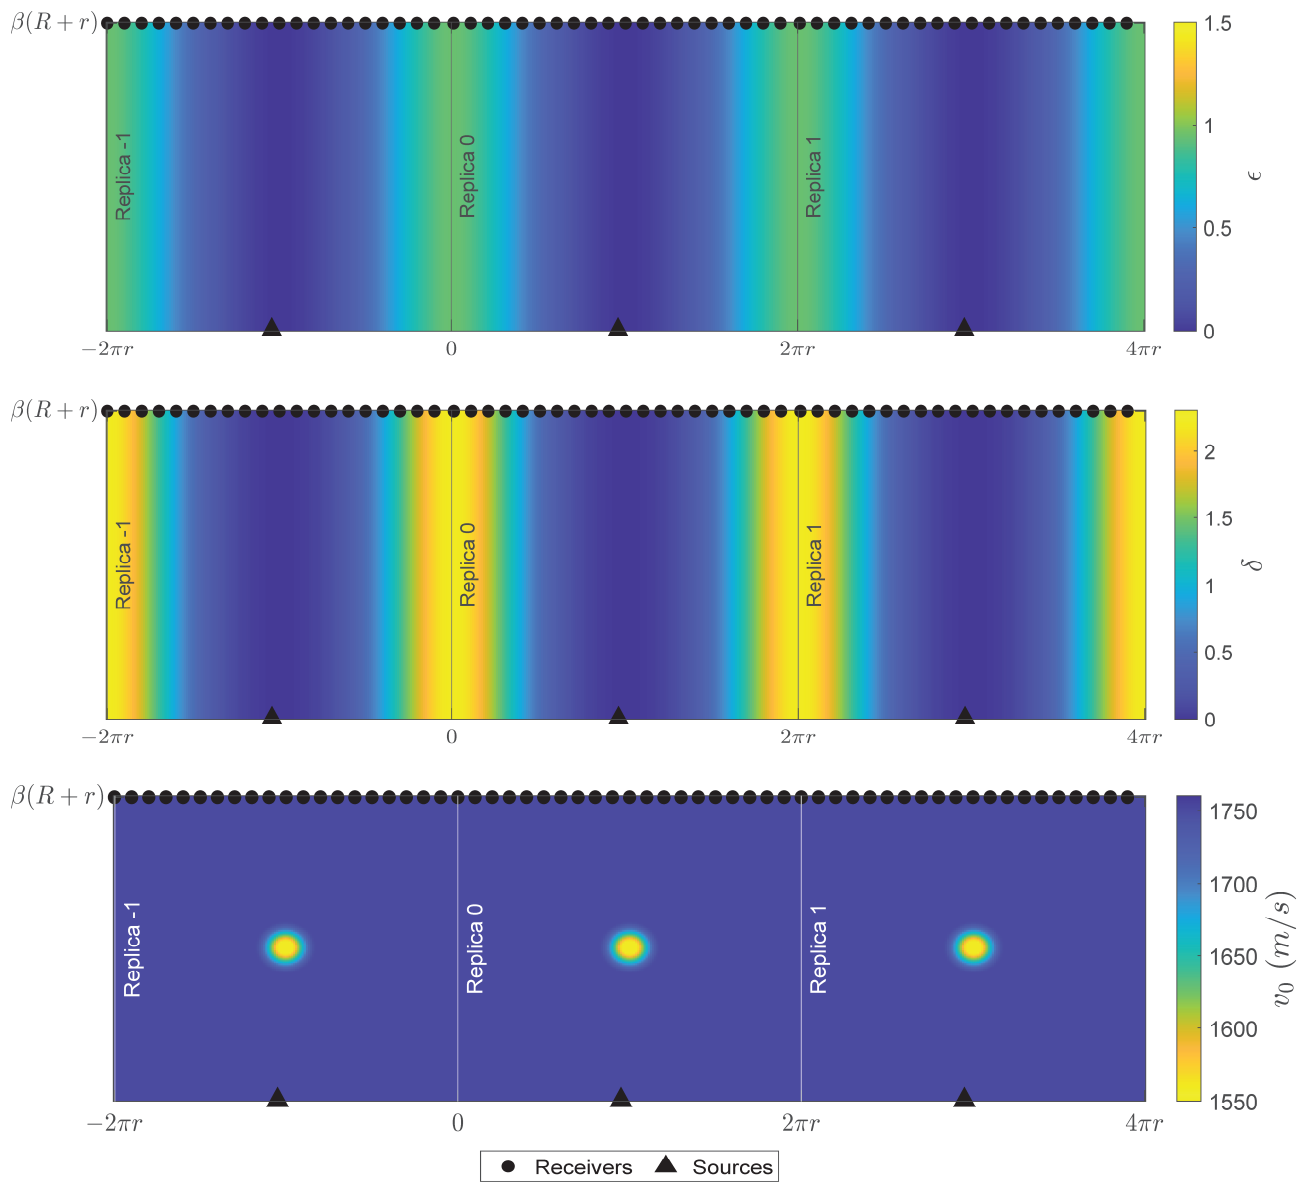 β(R + r)
1.5
1
0.5
0
ϵ
Replica -1
Replica 0
Replica 1
−2πr
0
2πr
4πr
β(R + r)
2
1.5
1
0.5
0
δ
Replica -1
Replica 0
Replica 1
−2πr
0
2πr
4πr
β(R + r)
1750
1700
1650
1600
1550
v₀ (m/s)
Replica -1
Replica 0
Replica 1
−2πr
0
2πr
4πr
Receivers Sources